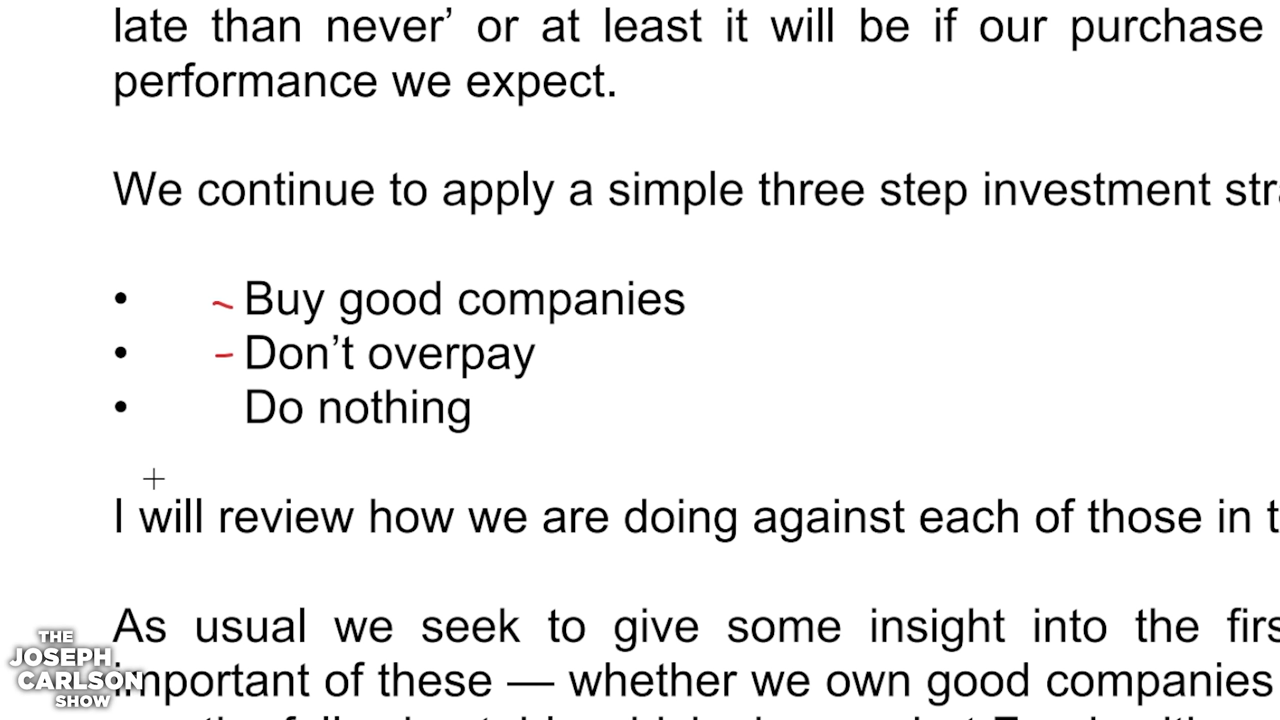 late than never’ or at least it will be if our purchase
performance we expect.
We continue to apply a simple three step investment
• Buy good companies
• Don’t overpay
• Do nothing
I will review how we are doing against each of those in
As usual we seek to give some insight into the
important of these — whether we own good companies
THE
JOSEPH
CARLSON
SHOW